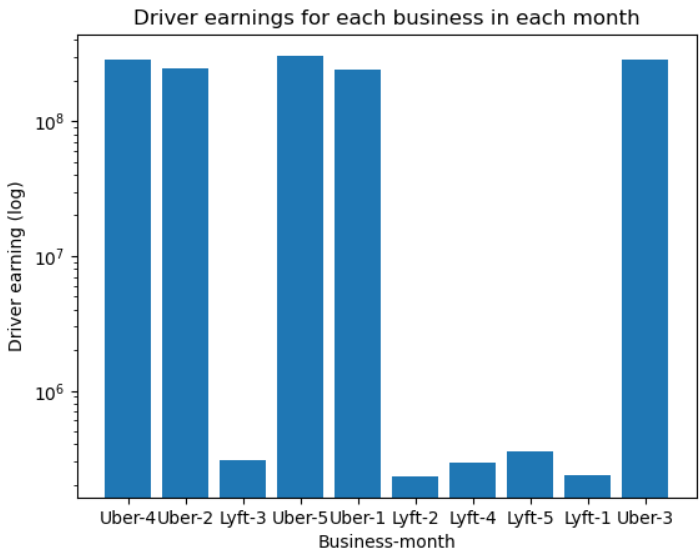 Driver earnings for each business in each month
Driver earning (log)
10^8
10^7
10^6
Uber-4 Uber-2 Lyft-3 Uber-5 Uber-1 Lyft-2 Lyft-4 Lyft-5 Lyft-1 Uber-3
Business-month